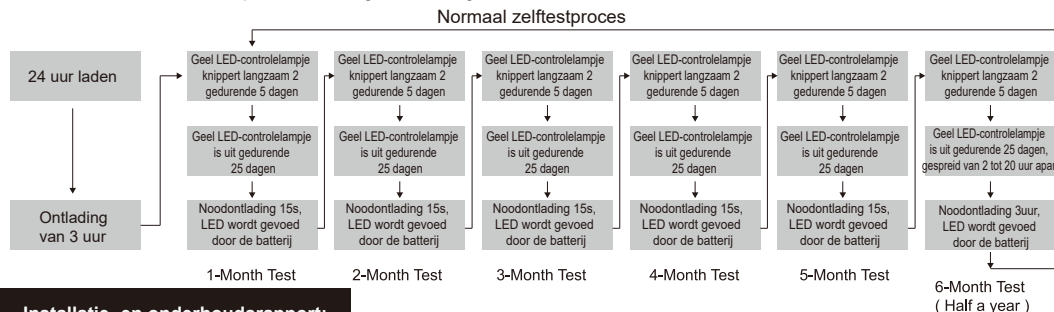 Normaal zelftestproces
24 uur laden
Ontlading
van 3 uur
Geel LED-controlelampje
knippert langzaam 2
gedurende 5 dagen
Geel LED-controlelampje
is uit gedurende
25 dagen
Noodontlading 15s,
LED wordt gevoed
door de batterij
1-Month Test
Geel LED-controlelampje
knippert langzaam 2
gedurende 5 dagen
Geel LED-controlelampje
is uit gedurende
25 dagen
Noodontlading 15s,
LED wordt gevoed
door de batterij
2-Month Test
Geel LED-controlelampje
knippert langzaam 2
gedurende 5 dagen
Geel LED-controlelampje
is uit gedurende
25 dagen
Noodontlading 15s,
LED wordt gevoed
door de batterij
3-Month Test
Geel LED-controlelampje
knippert langzaam 2
gedurende 5 dagen
Geel LED-controlelampje
is uit gedurende
25 dagen
Noodontlading 15s,
LED wordt gevoed
door de batterij
4-Month Test
Geel LED-controlelampje
knippert langzaam 2
gedurende 5 dagen
Geel LED-controlelampje
is uit gedurende
25 dagen
Noodontlading 15s,
LED wordt gevoed
door de batterij
5-Month Test
Geel LED-controlelampje
knippert langzaam 2
gedurende 5 dagen
Geel LED-controlelampje
is uit gedurende 25 dagen,
gespreid van 2 tot 20 uur apart
Noodontlading 3uur,
LED wordt gevoed
door de batterij
6-Month Test
( Half a year )